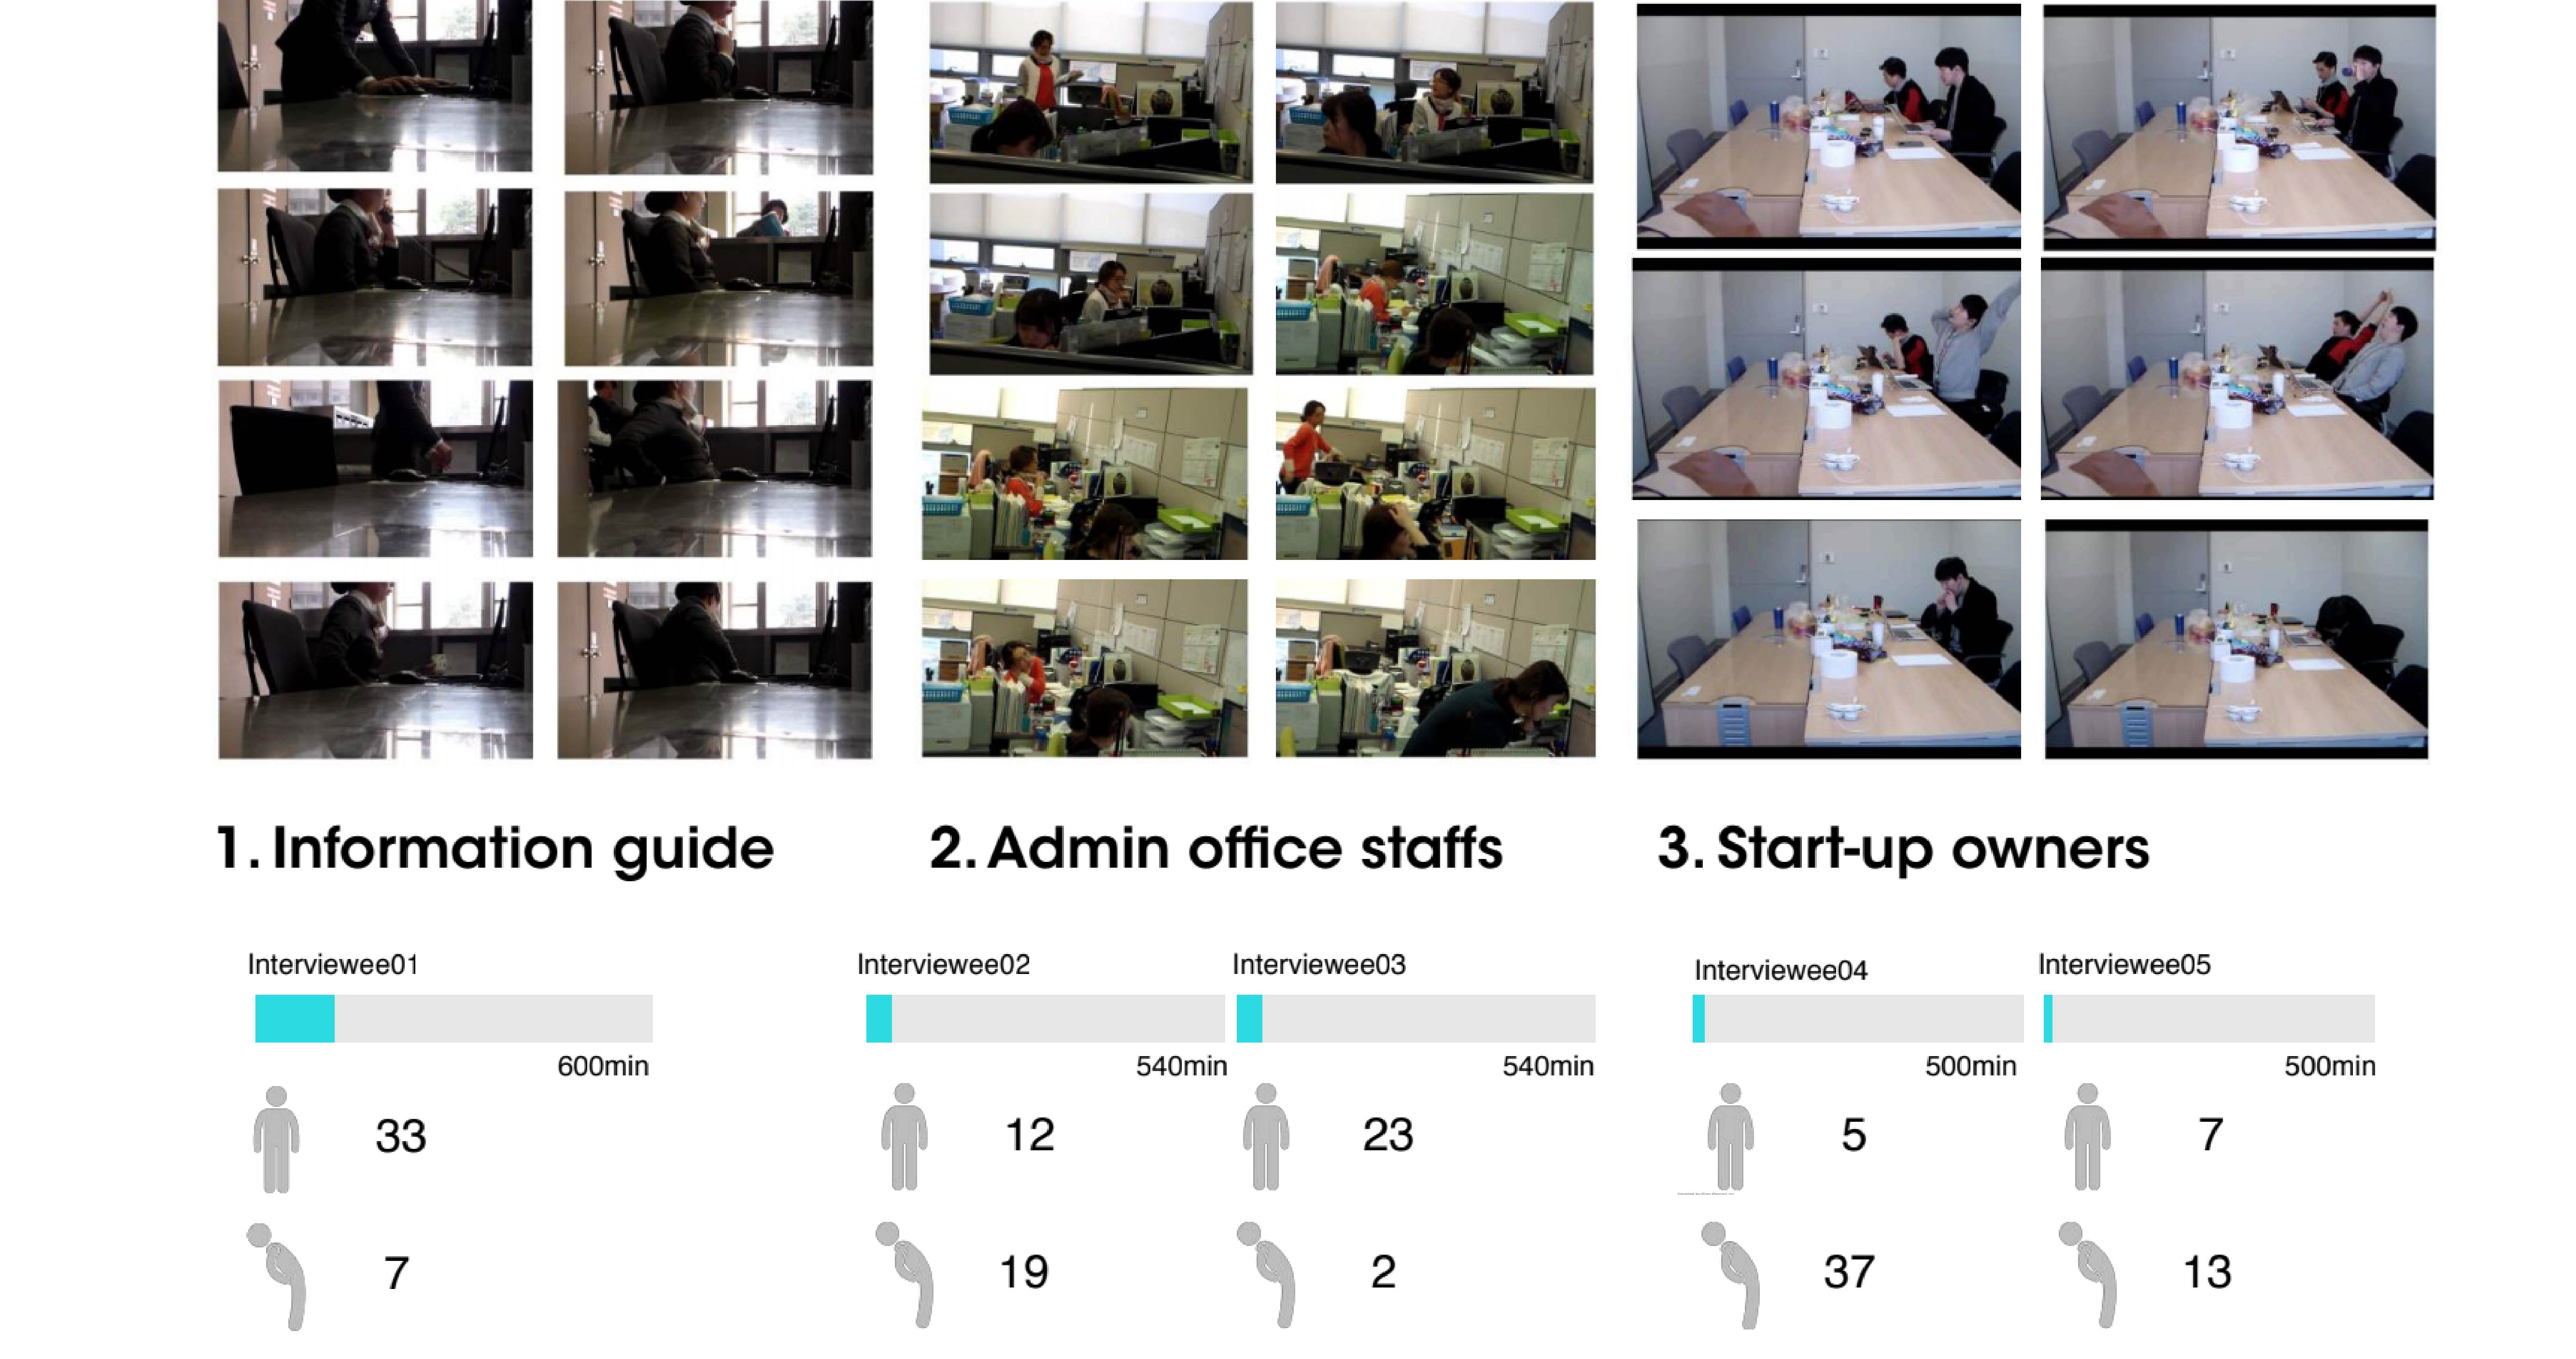 1. Information guide
2. Admin office staffs
3. Start-up owners
Interviewee01
600min
33
7
Interviewee02
540min
12
19
Interviewee03
540min
23
2
Interviewee04
500min
5
37
Interviewee05
500min
7
13